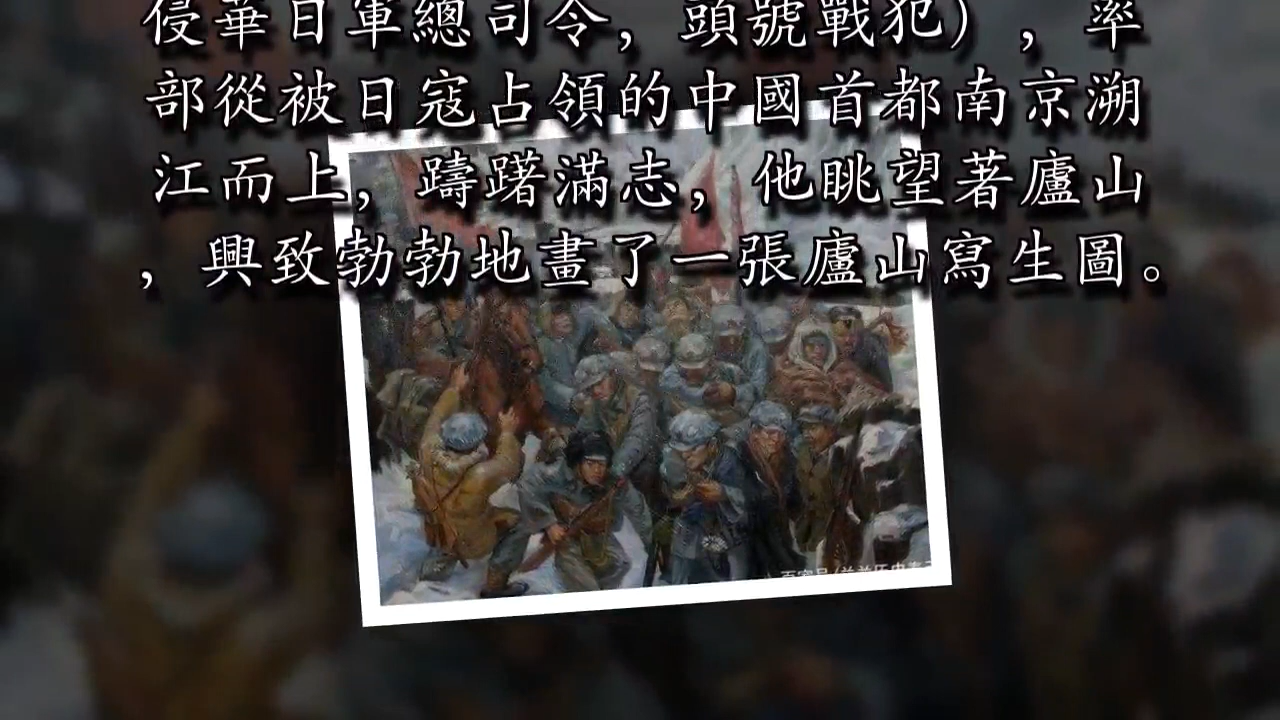 侵華日軍總司令，頭號戰犯），率
部從被日寇占領的中國首都南京溯
江而上，躊躇滿志，他眺望著廬山
，興致勃勃地畫了一張廬山寫生圖。